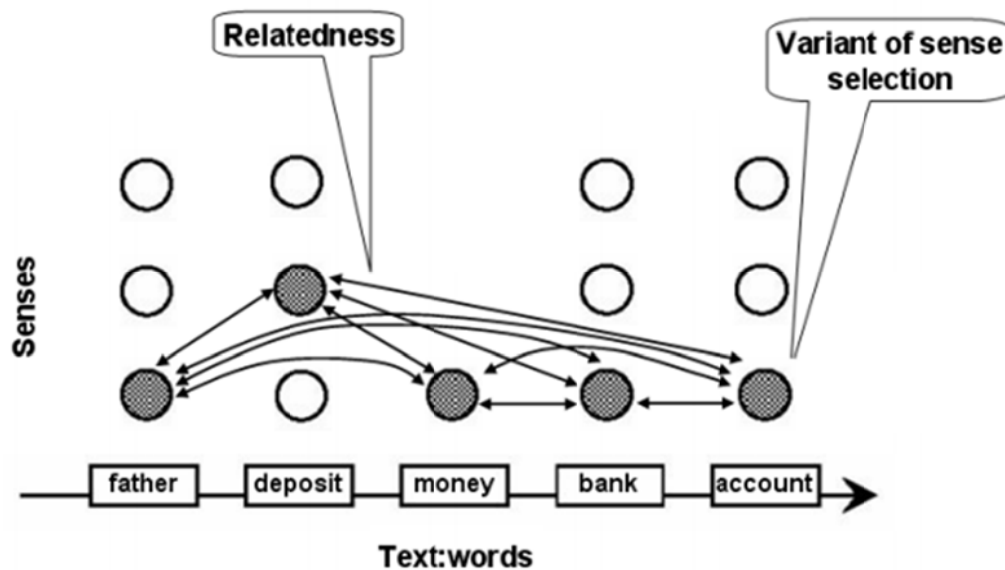 Relatedness
Variant of sense
selection
Senses
father
deposit
money
bank
account
Text:words